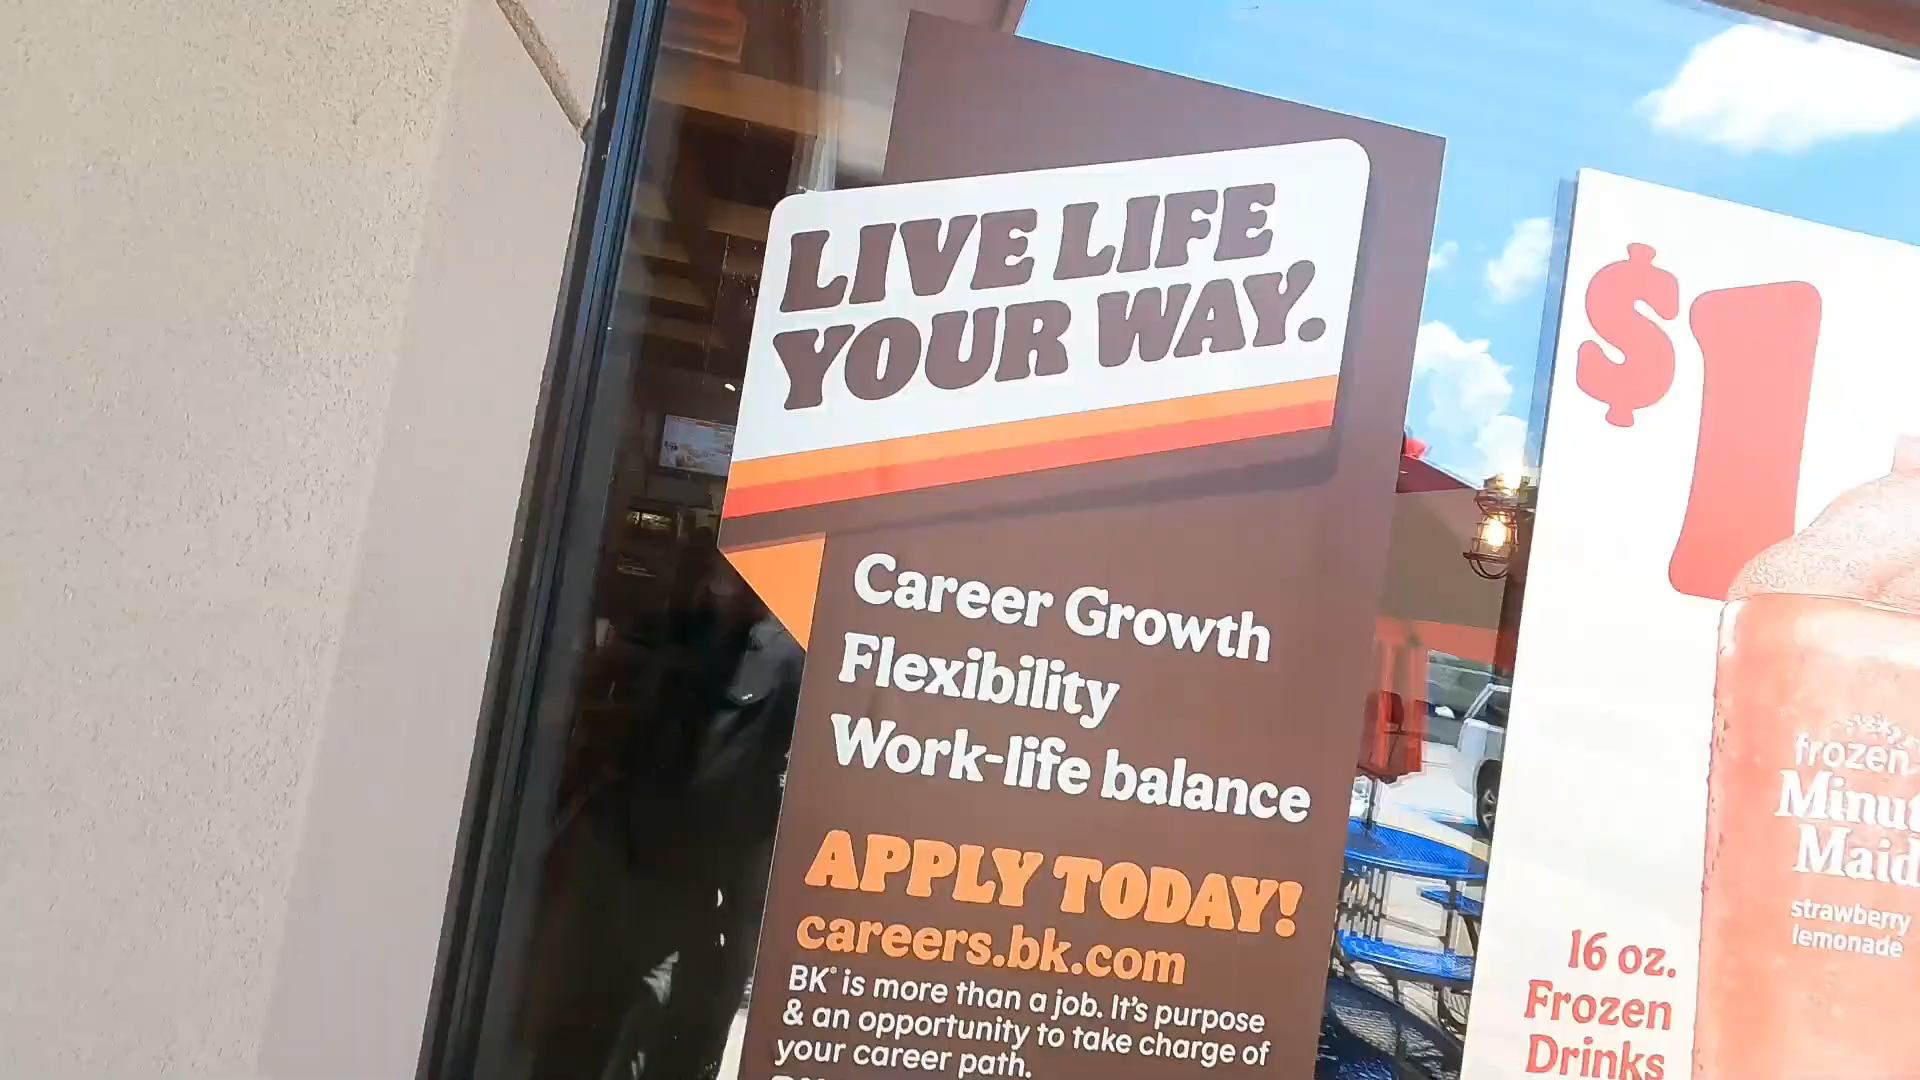 LIVE LIFE
YOUR WAY.
Career Growth
Flexibility
Work-life balance
APPLY TODAY!
careers.bk.com
BK® is more than a job. It's purpose
& an opportunity to take charge of
your career path.
$1
frozen
Minut
Maid
strawberry
lemonade
16 oz.
Frozen
Drinks